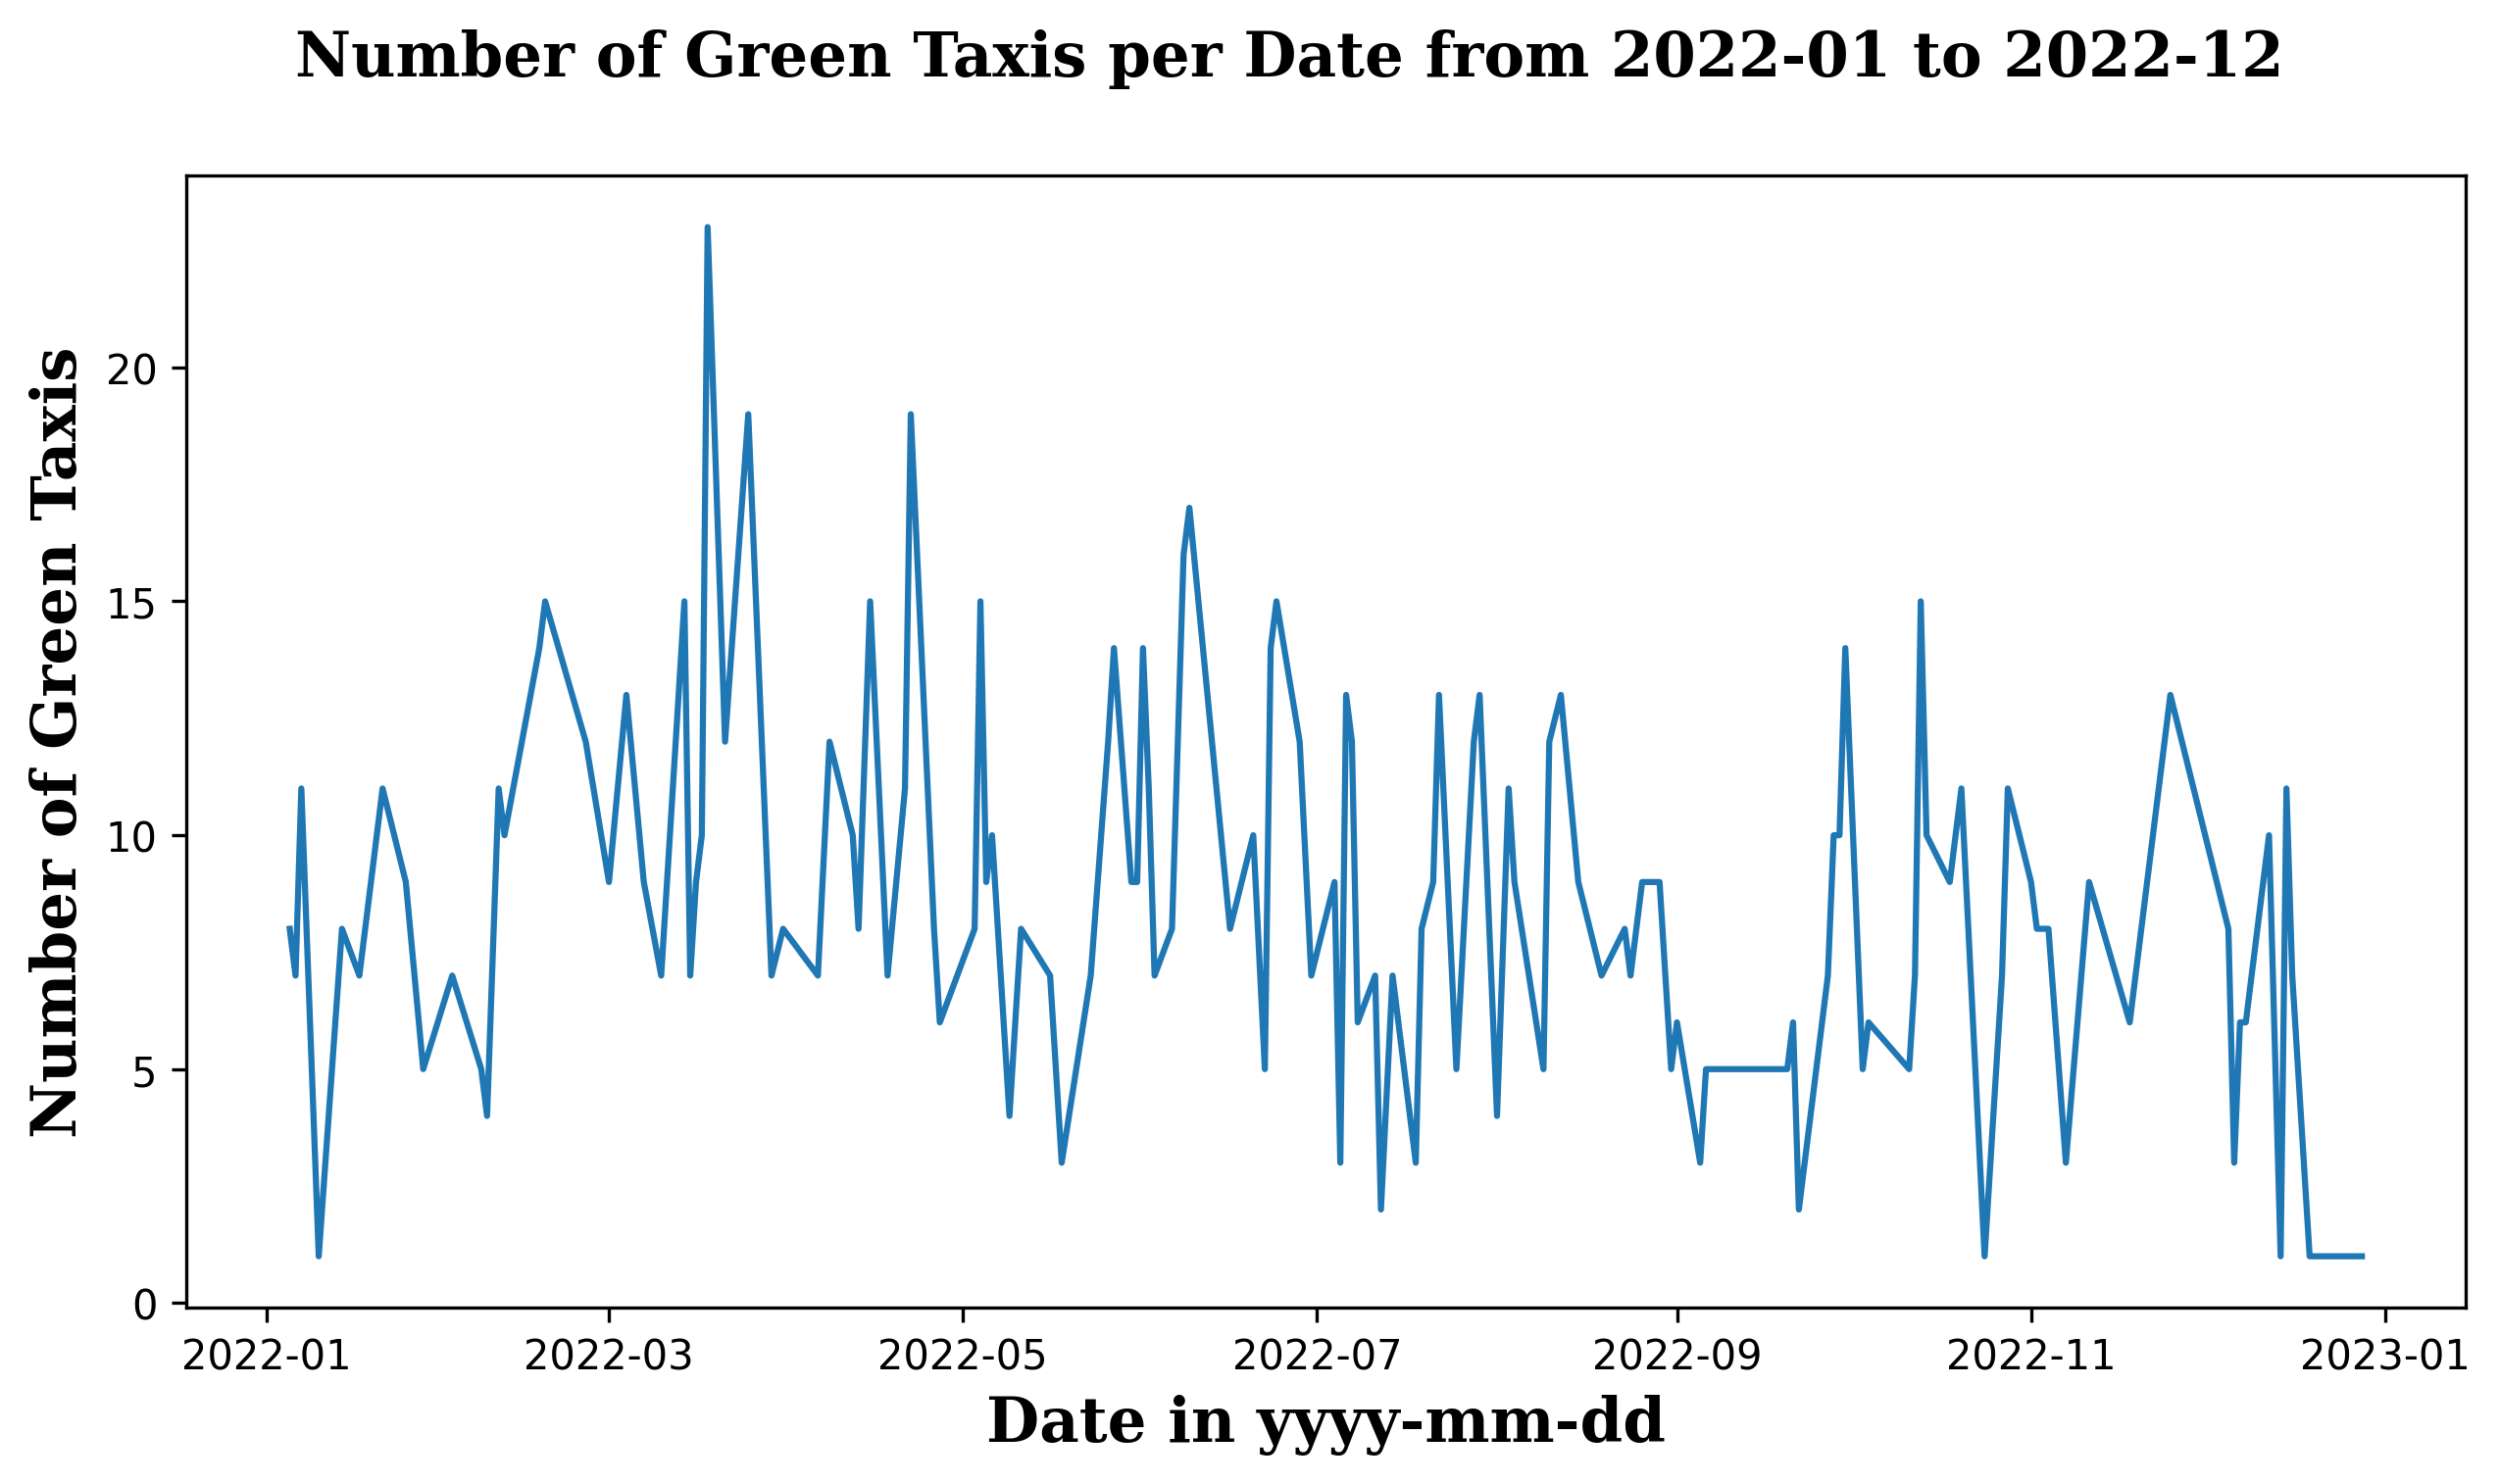 Number of Green Taxis per Date from 2022-01 to 2022-12
Number of Green Taxis
20
15
10
5
0
2022-01 2022-03 2022-05 2022-07 2022-09 2022-11 2023-01
Date in yyyy-mm-dd